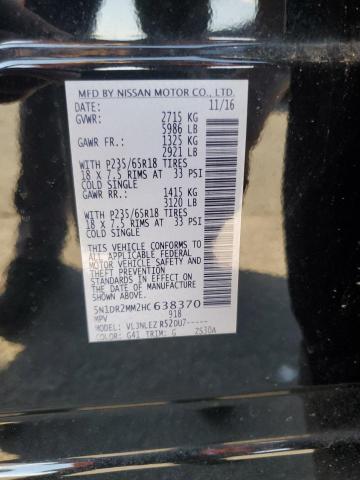 MFD BY NISSAN MOTOR CO., LTD.
DATE: 11/16
GVWR: 2715 KG
5986 LB
GAWR FR.: 1325 KG
2921 LB
WITH P235/65R18 TIRES
18 X 7.5 RIMS AT 33 PSI
COLD SINGLE
GAWR RR.: 1415 KG
3120 LB
WITH P235/65R18 TIRES
18 X 7.5 RIMS AT 33 PSI
COLD SINGLE
THIS VEHICLE CONFORMS TO
ALL APPLICABLE FEDERAL
MOTOR VEHICLE SAFETY AND
THEFT PREVENTION
STANDARDS IN EFFECT ON THE
DATE OF MANUFACTURE
SHOWN ABOVE.
5N1DR2MM2HC638370
MPV 918
MODEL: VL3NLEZ R52OU7-----
COLOR: G41 TRIM: G ZS30A